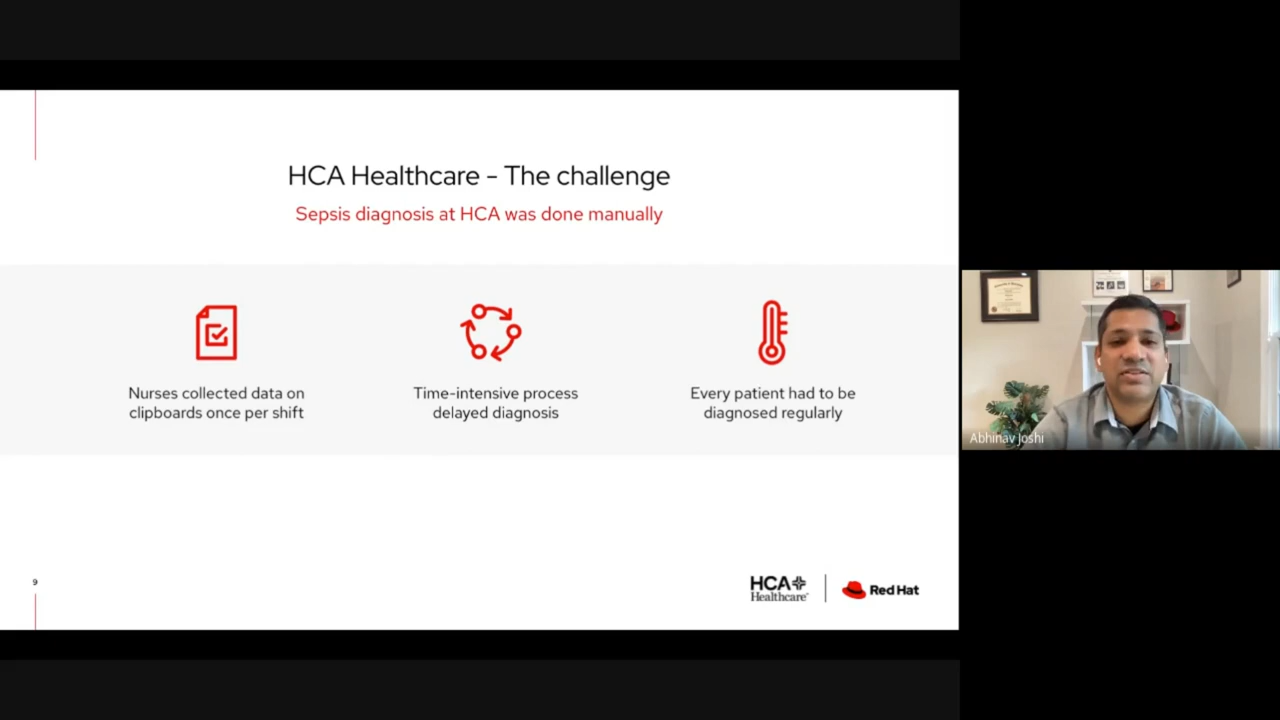 HCA Healthcare - The challenge
Sepsis diagnosis at HCA was done manually
Nurses collected data on
clipboards once per shift
Time-intensive process
delayed diagnosis
Every patient had to be
diagnosed regularly
Abhinav Joshi
9
HCA
Healthcare
Red Hat